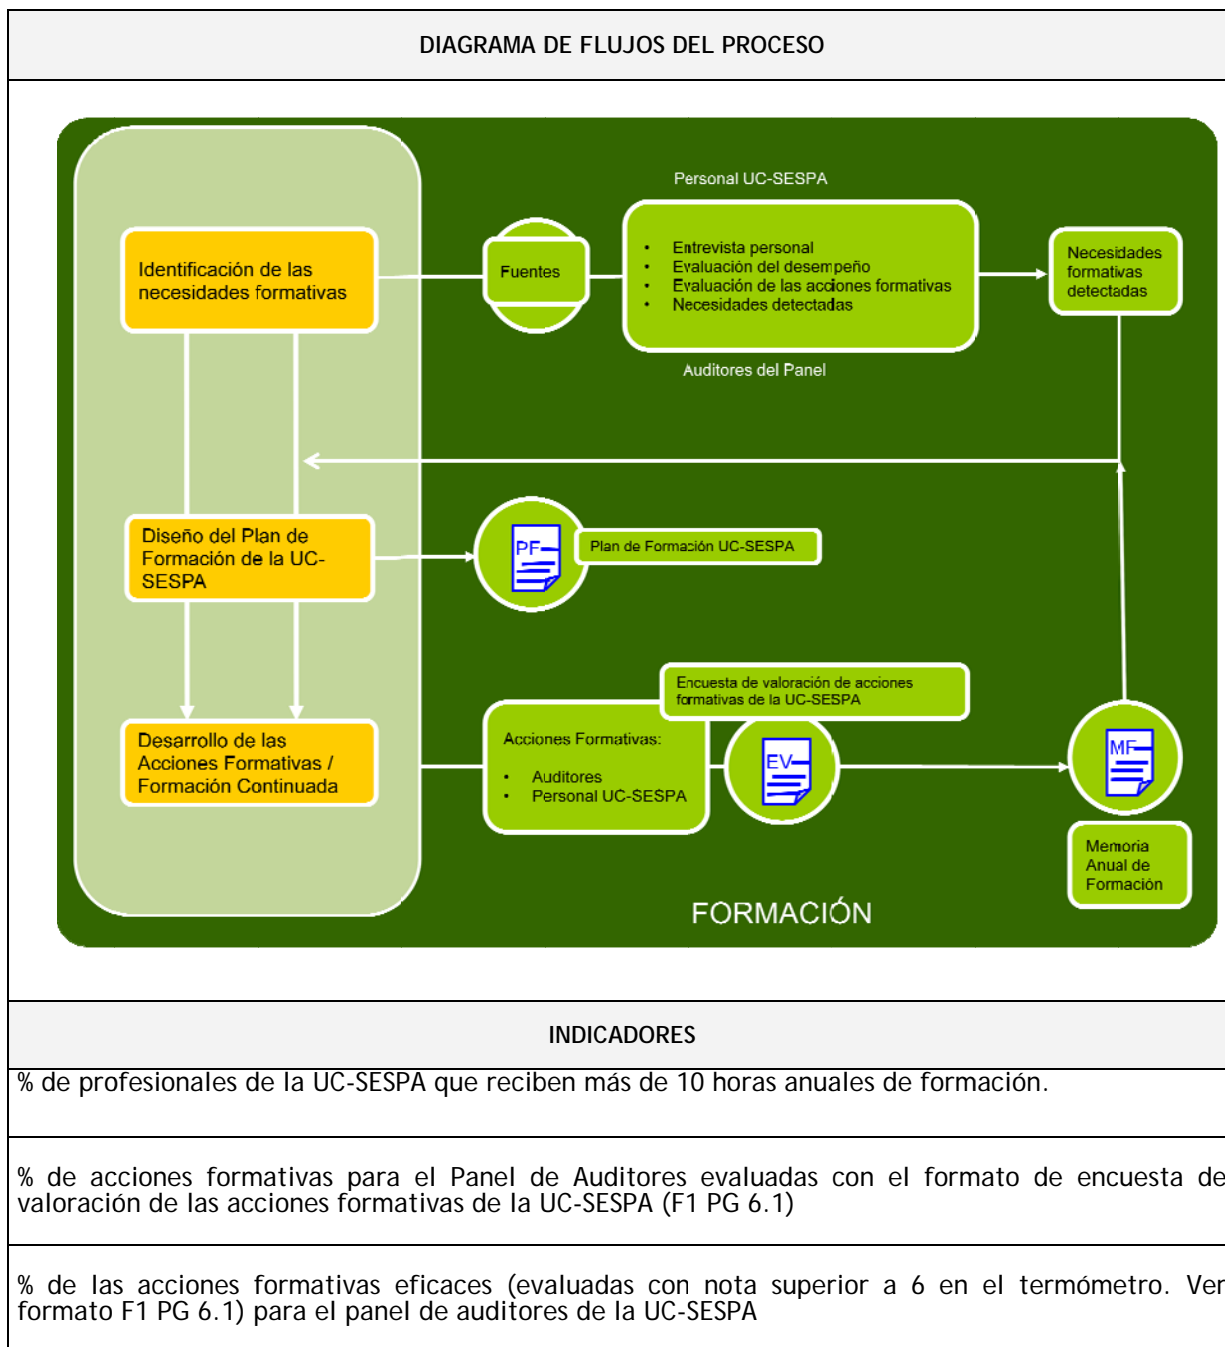 DIAGRAMA DE FLUJOS DEL PROCESO
Personal UC-SESPA
Identificación de las
necesidades formativas
Fuentes
• Entrevista personal
• Evaluación del desempeño
• Evaluación de las acciones formativas
• Necesidades detectadas
Necesidades
formativas
detectadas
Auditores del Panel
Diseño del Plan de
Formación de la UC-
SESPA
PF
Plan de Formación UC-SESPA
Encuesta de valoración de acciones
formativas de la UC-SESPA
Desarrollo de las
Acciones Formativas /
Formación Continuada
Acciones Formativas:
• Auditores
• Personal UC-SESPA
EV
MF
Memoria
Anual de
Formación
FORMACIÓN
INDICADORES
% de profesionales de la UC-SESPA que reciben más de 10 horas anuales de formación.
% de acciones formativas para el Panel de Auditores evaluadas con el formato de encuesta de
valoración de las acciones formativas de la UC-SESPA (F1 PG 6.1)
% de las acciones formativas eficaces (evaluadas con nota superior a 6 en el termómetro. Ver
formato F1 PG 6.1) para el panel de auditores de la UC-SESPA